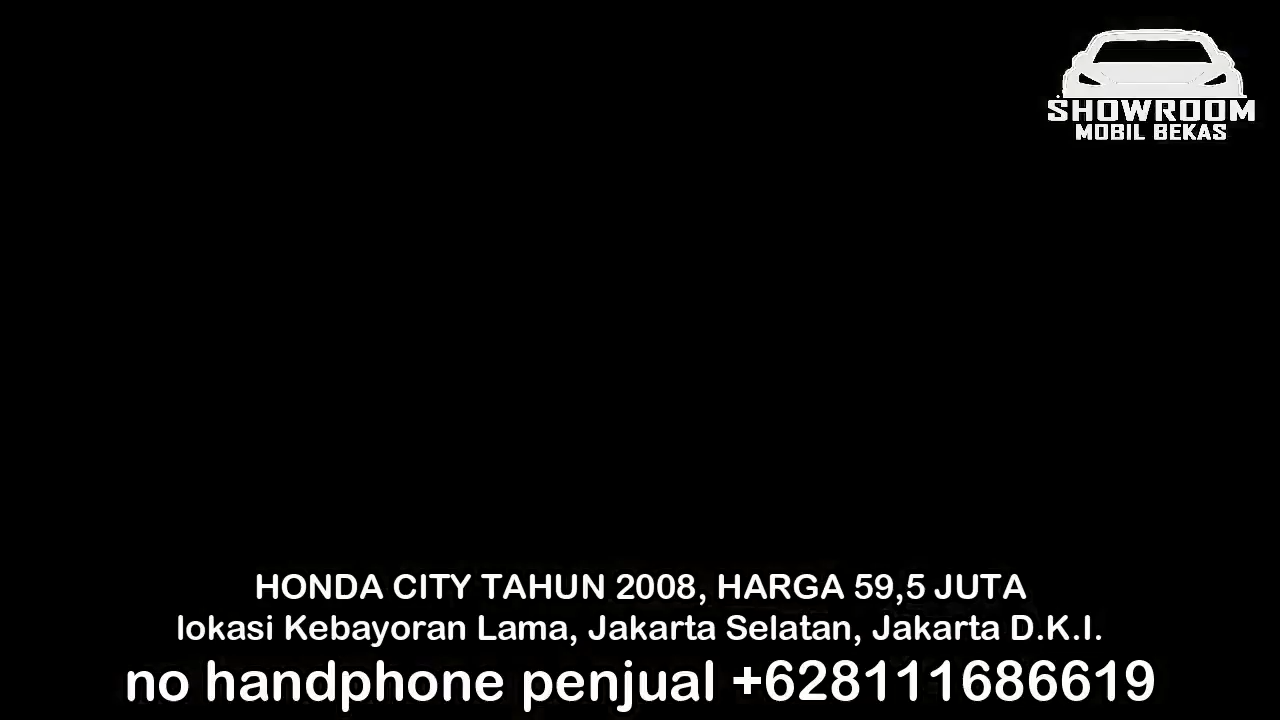 SHOWROOM
MOBIL BEKAS
HONDA CITY TAHUN 2008, HARGA 59,5 JUTA
lokasi Kebayoran Lama, Jakarta Selatan, Jakarta D.K.I.
no handphone penjual +628111686619